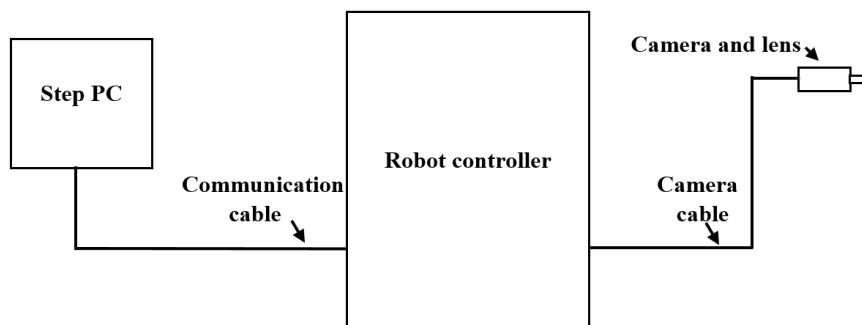 Camera and lens
Step PC
Robot controller
Communication
cable
Camera
cable